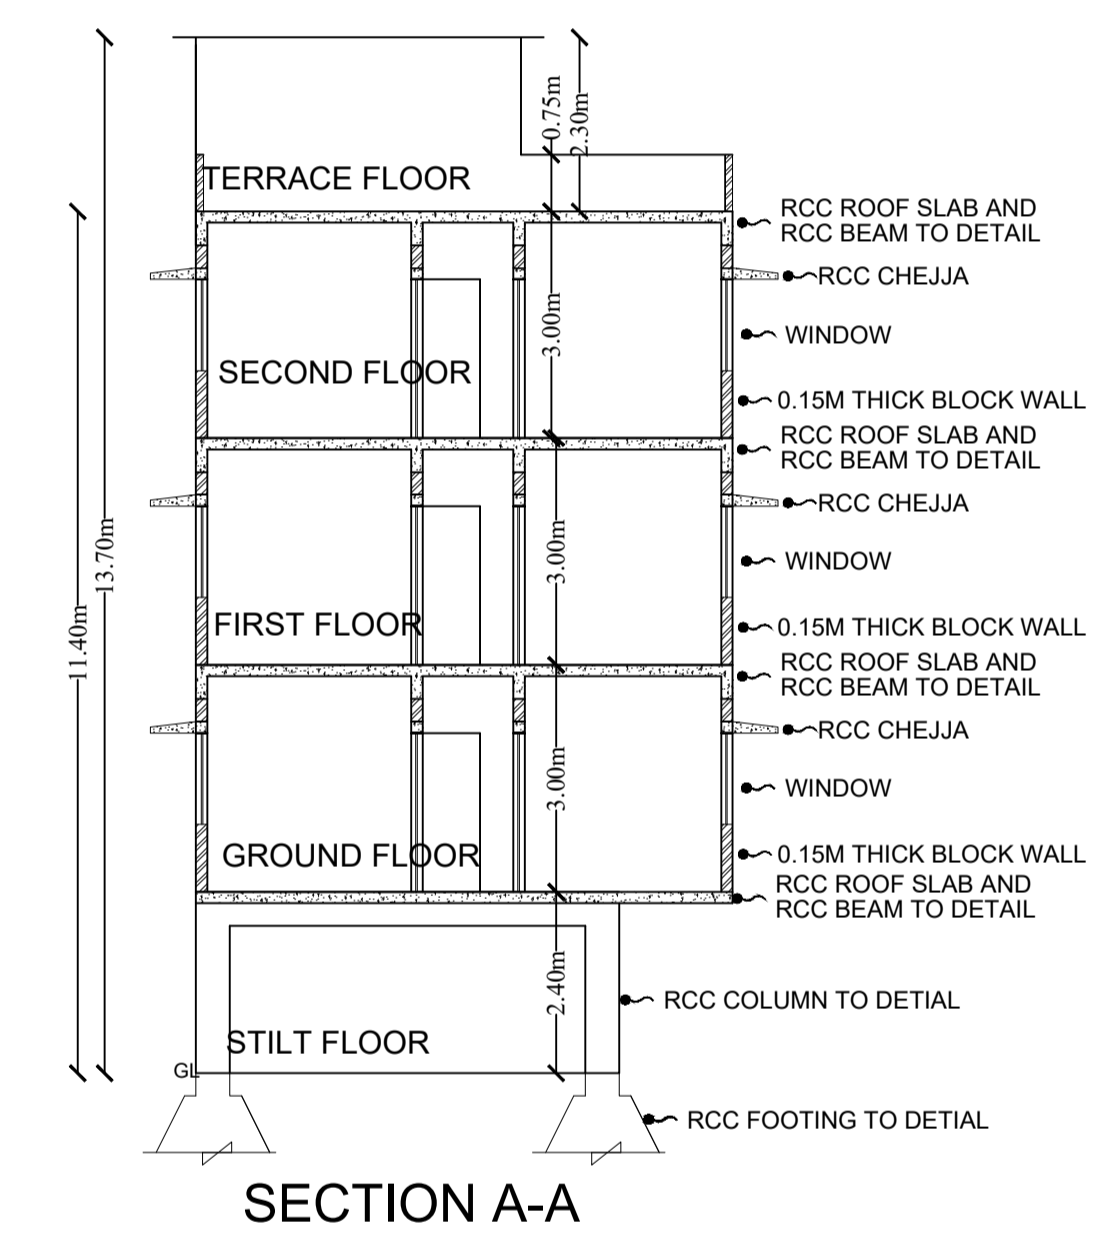 0.75m
2.30m
TERRACE FLOOR
RCC ROOF SLAB AND
RCC BEAM TO DETAIL
RCC CHEJJA
3.00m
WINDOW
SECOND FLOOR
0.15M THICK BLOCK WALL
RCC ROOF SLAB AND
RCC BEAM TO DETAIL
RCC CHEJJA
13.70m
3.00m
WINDOW
11.40m
FIRST FLOOR
0.15M THICK BLOCK WALL
RCC ROOF SLAB AND
RCC BEAM TO DETAIL
RCC CHEJJA
3.00m
WINDOW
GROUND FLOOR
0.15M THICK BLOCK WALL
RCC ROOF SLAB AND
RCC BEAM TO DETAIL
2.40m
RCC COLUMN TO DETIAL
STILT FLOOR
GL
RCC FOOTING TO DETIAL
SECTION A-A